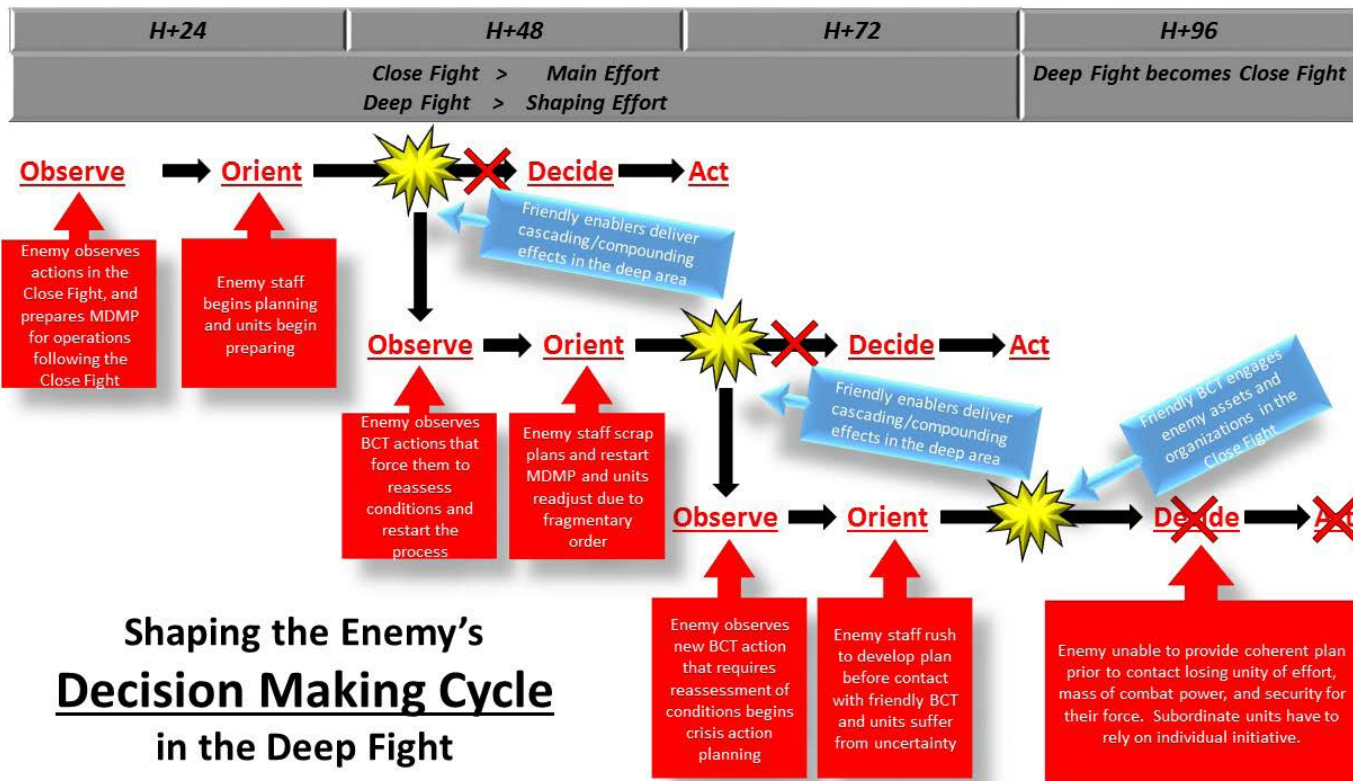 H+24
H+48
H+72
H+96
Close Fight > Main Effort
Deep Fight > Shaping Effort
Deep Fight becomes Close Fight
Observe
Orient
Decide
Act
Enemy observes
actions in the
Close Fight, and
prepares MDMP
for operations
following the
Close Fight
Enemy staff
begins planning
and units begin
preparing
Friendly enablers deliver
cascading/compounding
effects in the deep area
Observe
Orient
Decide
Act
Enemy observes
BCT actions that
force them to
reassess
conditions and
restart the
process
Enemy staff scrap
plans and restart
MDMP and units
readjust due to
fragmentary
order
Friendly enablers deliver
cascading/compounding
effects in the deep area
Friendly BCT engages
enemy assets and
organizations in the
Close Fight
Observe
Orient
Decide
Act
Enemy observes
new BCT action
that requires
reassessment of
conditions begins
crisis action
planning
Enemy staff rush
to develop plan
before contact
with friendly BCT
and units suffer
from uncertainty
Enemy unable to provide coherent plan
prior to contact losing unity of effort,
mass of combat power, and security for
their force. Subordinate units have to
rely on individual initiative.
Shaping the Enemy's
Decision Making Cycle
in the Deep Fight